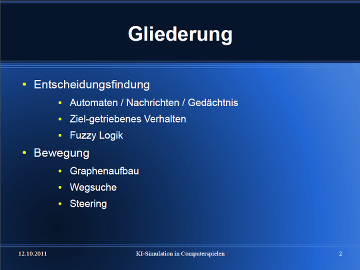 Gliederung
• Entscheidungsfindung
• Automaten / Nachrichten / Gedächtnis
• Ziel-getriebenes Verhalten
• Fuzzy Logik
• Bewegung
• Graphenaufbau
• Wegsuche
• Steering
12.10.2011 KI-Simulation in Computerspielen 2